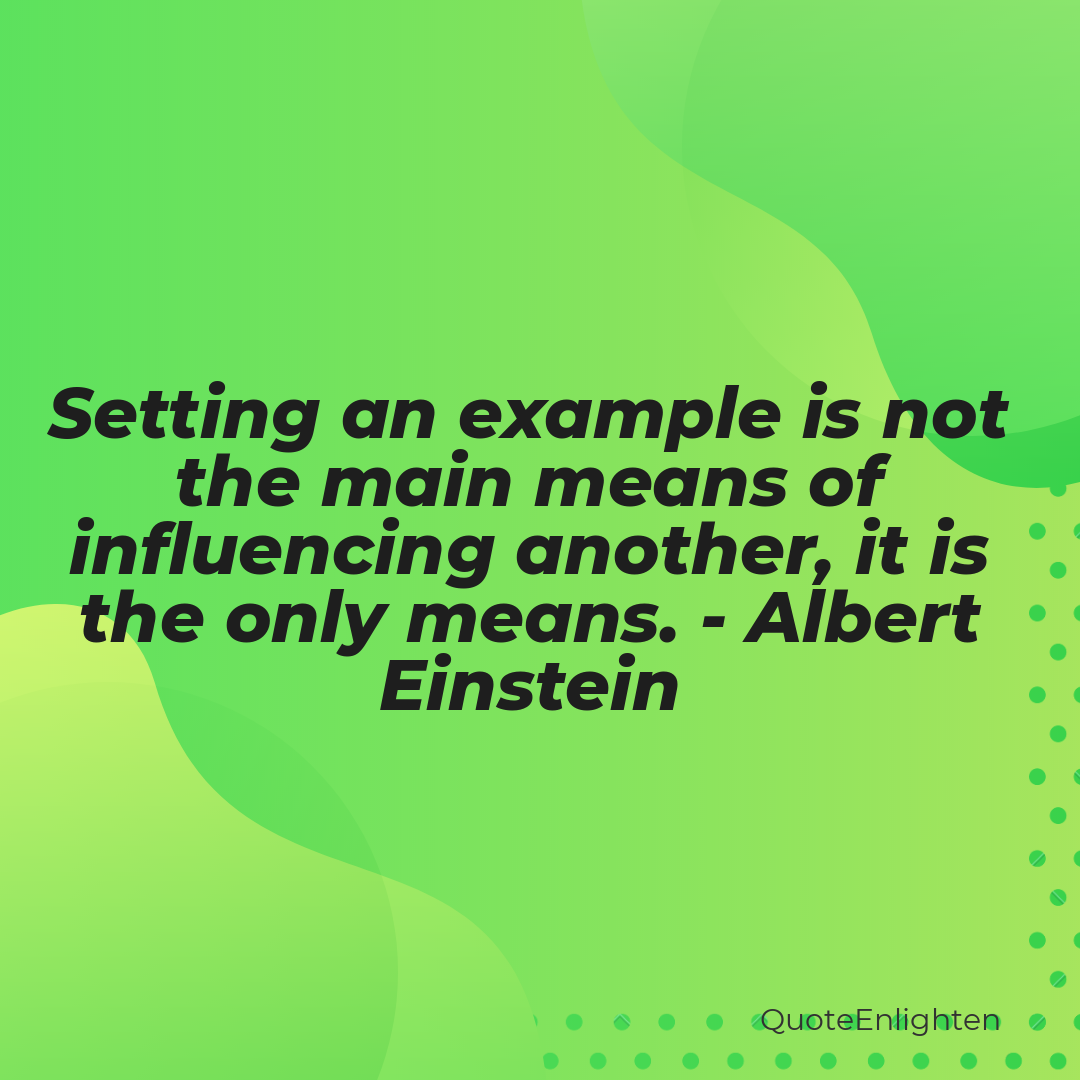 Setting an example is not
the main means of
influencing another, it is
the only means. - Albert
Einstein
QuoteEnlighten